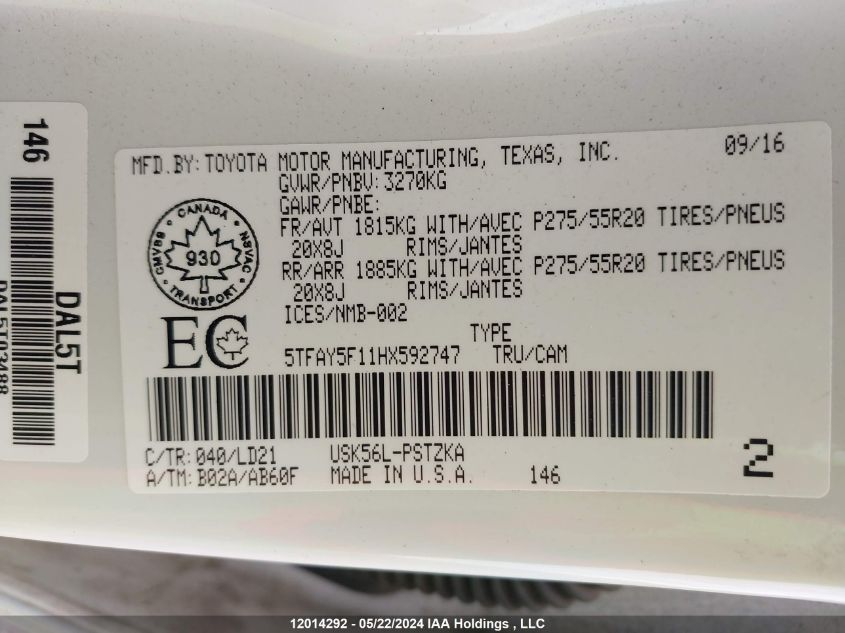 146
DAL5T
DAL5T03488
MFD.BY:TOYOTA MOTOR MANUFACTURING, TEXAS, INC. 09/16
GVWR/PNBV:3270KG
GAWR/PNBE:
FR/AVT 1815KG WITH/AVEC P275/55R20 TIRES/PNEUS
20X8J RIMS/JANTES
RR/ARR 1885KG WITH/AVEC P275/55R20 TIRES/PNEUS
20X8J RIMS/JANTES
ICES/NMB-002
CANADA
CMVSS
NSVAC
930
TRANSPORT
EC
TYPE
5TFAY5F11HX592747 TRU/CAM
C/TR:040/LD21 USK56L-PSTZKA
A/TM:B02A/AB60F MADE IN U.S.A. 146
2
12014292 - 05/22/2024 IAA Holdings , LLC